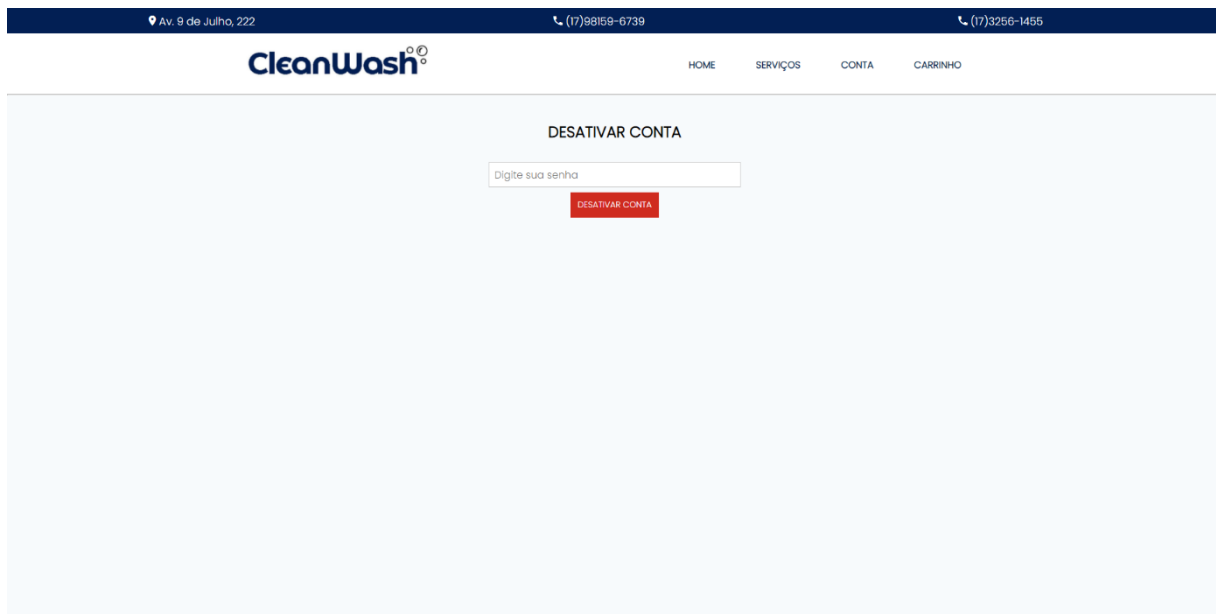 Av. 9 de Julho, 222
(17)98159-6739
(17)3256-1455
CleanWash
HOME
SERVIÇOS
CONTA
CARRINHO
DESATIVAR CONTA
Digite sua senha
DESATIVAR CONTA